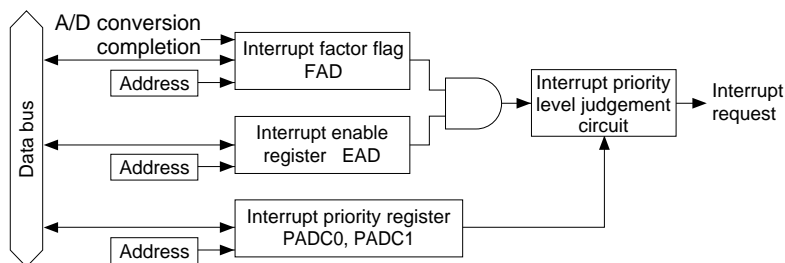 A/D conversion
completion
Interrupt factor flag
FAD
Address
Interrupt enable
register EAD
Address
Interrupt priority register
PADC0, PADC1
Address
Data bus
Interrupt priority
level judgement
circuit
Interrupt
request